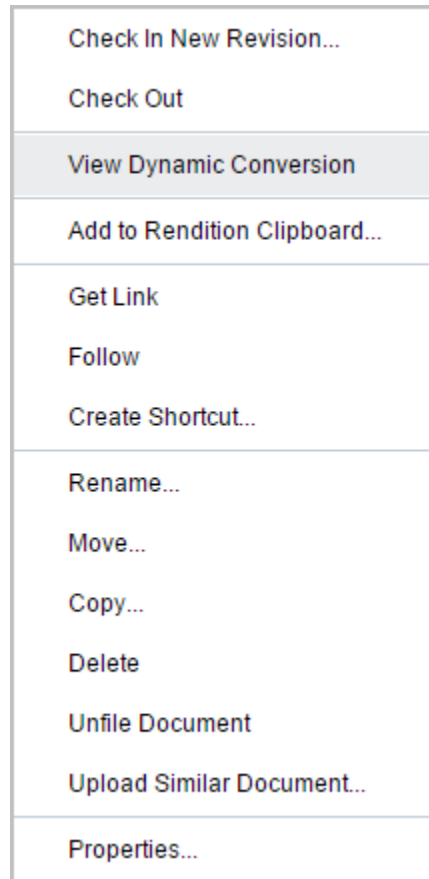 Check In New Revision...
Check Out
View Dynamic Conversion
Add to Rendition Clipboard...
Get Link
Follow
Create Shortcut...
Rename...
Move...
Copy...
Delete
Unfile Document
Upload Similar Document...
Properties...